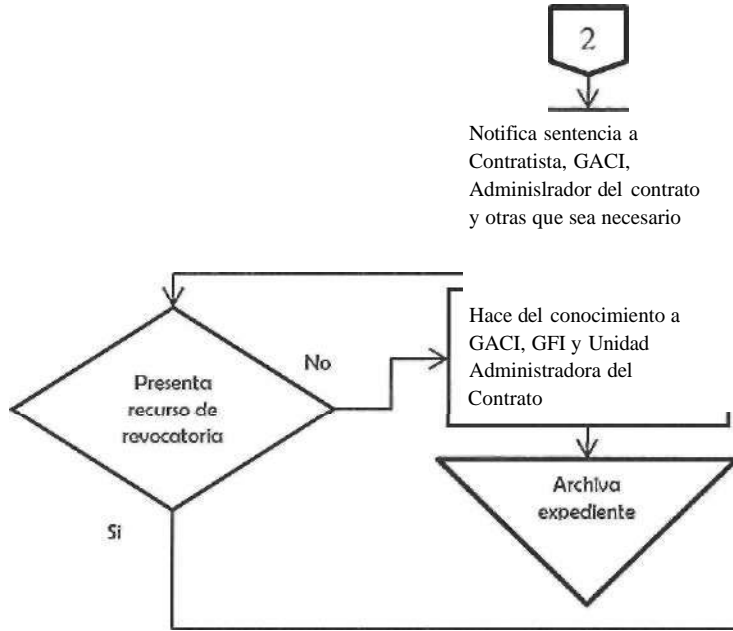 2
Notifica sentencia a
Contratista, GACI,
Adminislrador del contrato
y otras que sea necesario
Presenta
recurso de
revocatoria
No
Hace del conocimiento a
GACI, GFI y Unidad
Administradora del
Contrato
Archiva
expediente
Si